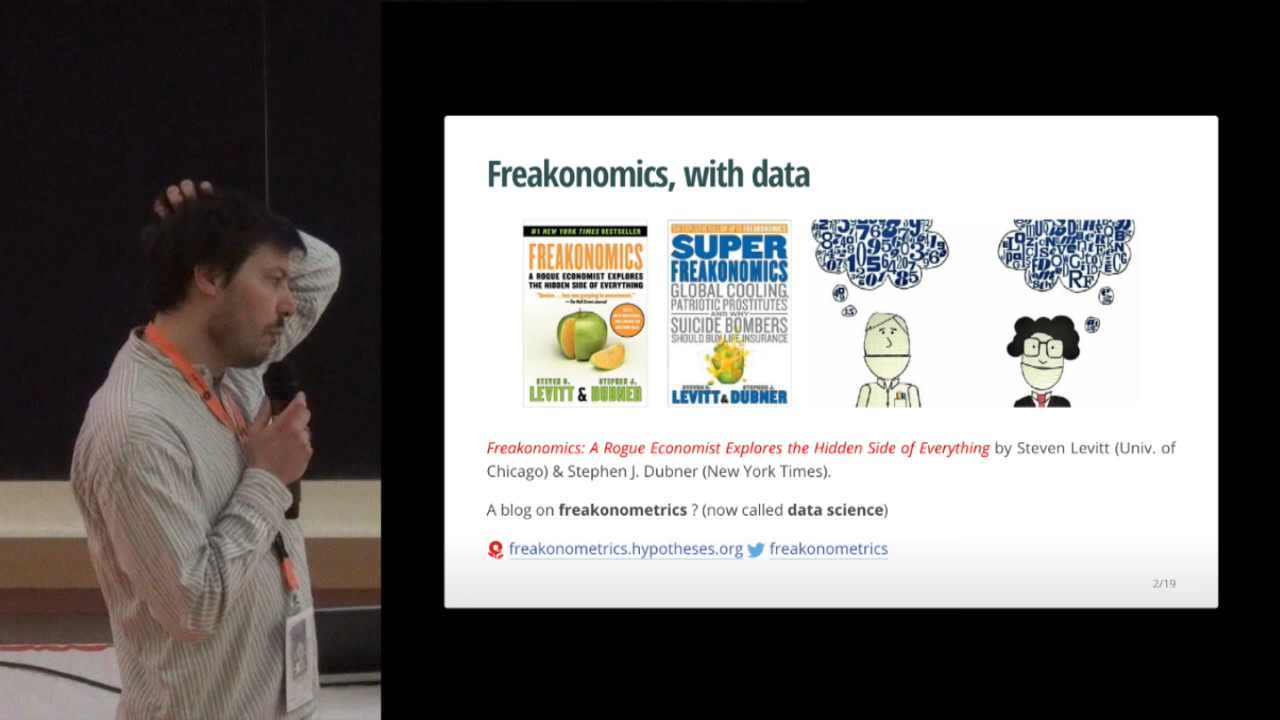 Freakonomics, with data
#1 NEW YORK TIMES BESTSELLER
FREAKONOMICS
A ROGUE ECONOMIST EXPLORES
THE HIDDEN SIDE OF EVERYTHING
STEVEN D. STEPHEN J.
LEVITT & DUBNER
SUPER
FREAKONOMICS
GLOBAL COOLING,
PATRIOTIC PROSTITUTES
AND WHY
SUICIDE BOMBERS
SHOULD BUY LIFE INSURANCE
STEVEN D. STEPHEN J.
LEVITT & DUBNER
Freakonomics: A Rogue Economist Explores the Hidden Side of Everything by Steven Levitt (Univ. of
Chicago) & Stephen J. Dubner (New York Times).
A blog on freakonometrics ? (now called data science)
freakonometrics.hypotheses.org freakonometrics
2/19